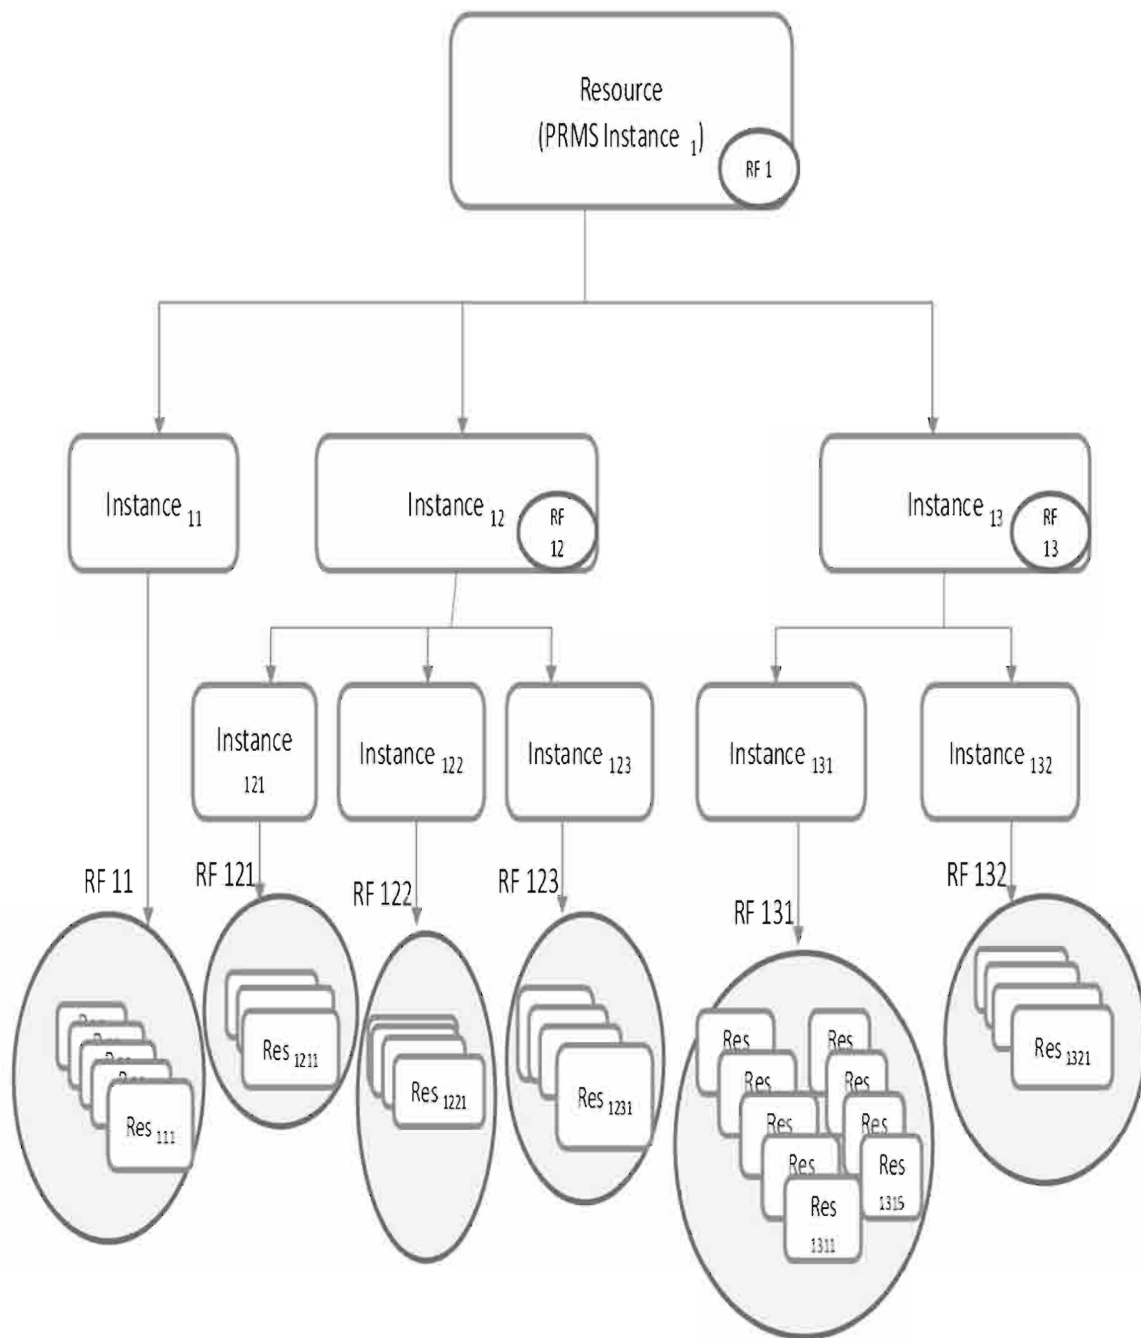 Resource
(PRMS Instance 1)
RF 1
Instance 11
Instance 12
RF
12
Instance 13
RF
13
Instance
121
Instance 122
Instance 123
Instance 131
Instance 132
RF 11
RF 121
RF 122
RF 123
RF 131
RF 132
Res 111
Res 1211
Res 1221
Res 1231
Res
Res
Res
Res
Res
Res
Res
Res
1311
Res
1315
Res 1321